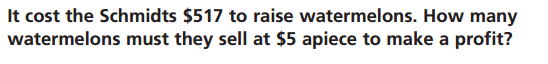 It cost the Schmidts $517 to raise watermelons. How many
watermelons must they sell at $5 apiece to make a profit?